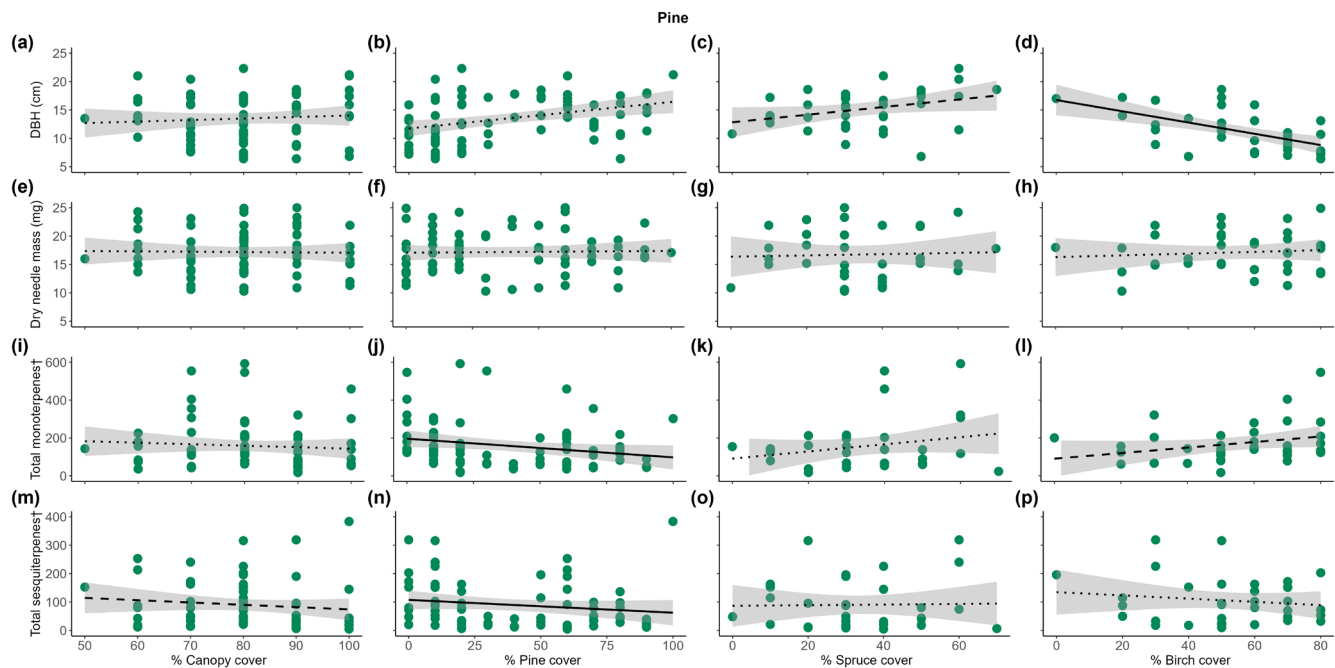 Pine
(a) (b) (c) (d)
DBH (cm)
25
20
15
10
5
(e) (f) (g) (h)
Dry needle mass (mg)
25
20
15
10
5
(i) (j) (k) (l)
Total monoterpenes†
600
400
200
0
(m) (n) (o) (p)
Total sesquiterpenes†
400
300
200
100
0
50 60 70 80 90 100 0 25 50 75 100 0 20 40 60 0 20 40 60 80
% Canopy cover % Pine cover % Spruce cover % Birch cover